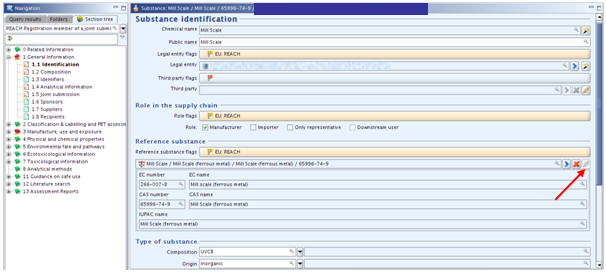 Navigation
Query results Folders Section tree
REACH Registration member of a joint submis
0 Related Information
1 General Information
1.1 Identification
1.2 Composition
1.3 Identifiers
1.4 Analytical information
1.5 Joint submission
1.6 Sponsors
1.7 Suppliers
1.8 Recipients
2 Classification & Labelling and PBT assessm
3 Manufacture, use and exposure
4 Physical and chemical properties
5 Environmental fate and pathways
6 Ecotoxicological Information
7 Toxicological information
8 Analytical methods
11 Guidance on safe use
12 Literature search
13 Assessment Reports
Substance: Mill Scale / Mill Scale / 65996-74-9
Substance identification
Chemical name Mill Scale
Public name Mill Scale
Legal entity flags EU: REACH
Legal entity
Third party flags
Third party
Role in the supply chain
Role flags EU: REACH
Role: Manufacturer Importer Only representative Downstream user
Reference substance
Reference substance flags EU: REACH
Mill Scale / Mill Scale (ferrous metal) / Mill Scale (ferrous metal) / 65996-74-9
EC number EC name
266-007-8 Mill Scale (ferrous metal)
CAS number CAS name
65996-74-9 Mill Scale (ferrous metal)
IUPAC name
Mill Scale (ferrous metal)
Type of substance
Composition UVCB
Origin inorganic